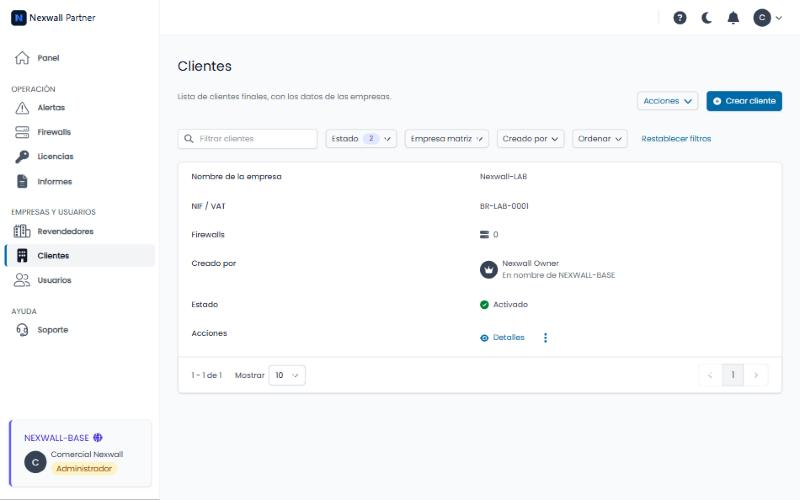 N Nexwall Partner
C
Panel
OPERACIÓN
Alertas
Firewalls
Licencias
Informes
EMPRESAS Y USUARIOS
Revendedores
Clientes
Usuarios
AYUDA
Soporte
NEXWALL-BASE
C Comercial Nexwall
Administrador
Clientes
Lista de clientes finales, con los datos de las empresas.
Acciones
Crear cliente
Filtrar clientes
Estado 2
Empresa matriz
Creado por
Ordenar
Restablecer filtros
Nombre de la empresa Nexwall-LAB
NIF / VAT BR-LAB-0001
Firewalls 0
Creado por Nexwall Owner
En nombre de NEXWALL-BASE
Estado Activado
Acciones Detalles
1 - 1 de 1 Mostrar 10
1